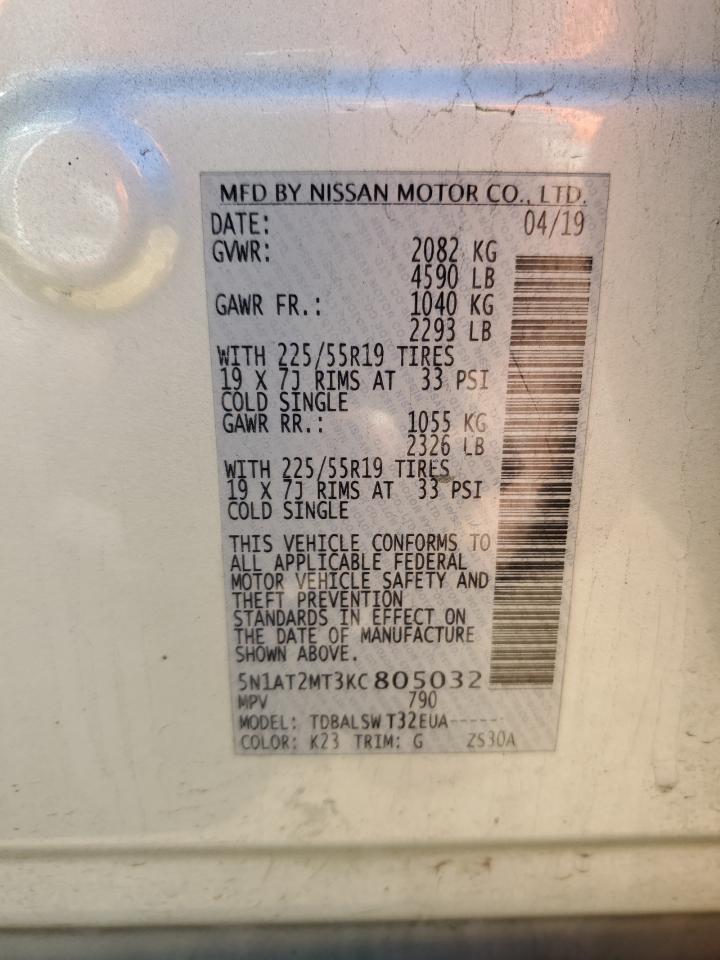 MFD BY NISSAN MOTOR CO., LTD.
DATE: 04/19
GVWR: 2082 KG
4590 LB
GAWR FR.: 1040 KG
2293 LB
WITH 225/55R19 TIRES
19 X 7J RIMS AT 33 PSI
COLD SINGLE
GAWR RR.: 1055 KG
2326 LB
WITH 225/55R19 TIRES
19 X 7J RIMS AT 33 PSI
COLD SINGLE
THIS VEHICLE CONFORMS TO
ALL APPLICABLE FEDERAL
MOTOR VEHICLE SAFETY AND
THEFT PREVENTION
STANDARDS IN EFFECT ON
THE DATE OF MANUFACTURE
SHOWN ABOVE.
5N1AT2MT3KC805032
MPV 790
MODEL: TDBALSW T32EUA-----
COLOR: K23 TRIM: G ZS30A